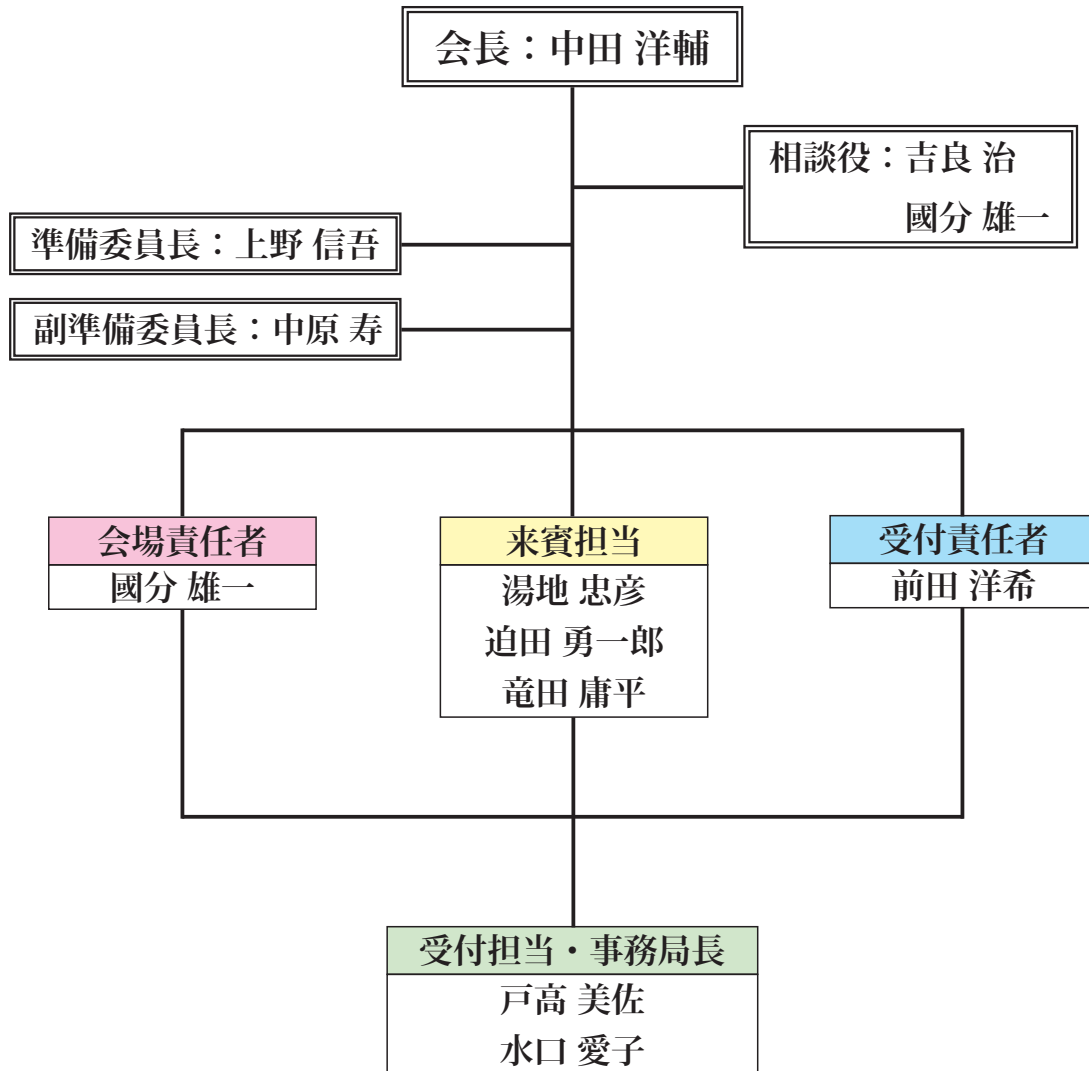 会長：中田 洋輔
相談役：吉良 治
國分 雄一
準備委員長：上野 信吾
副準備委員長：中原 寿
会場責任者
國分 雄一
来賓担当
湯地 忠彦
迫田 勇一郎
竜田 庸平
受付責任者
前田 洋希
受付担当・事務局長
戸高 美佐
水口 愛子